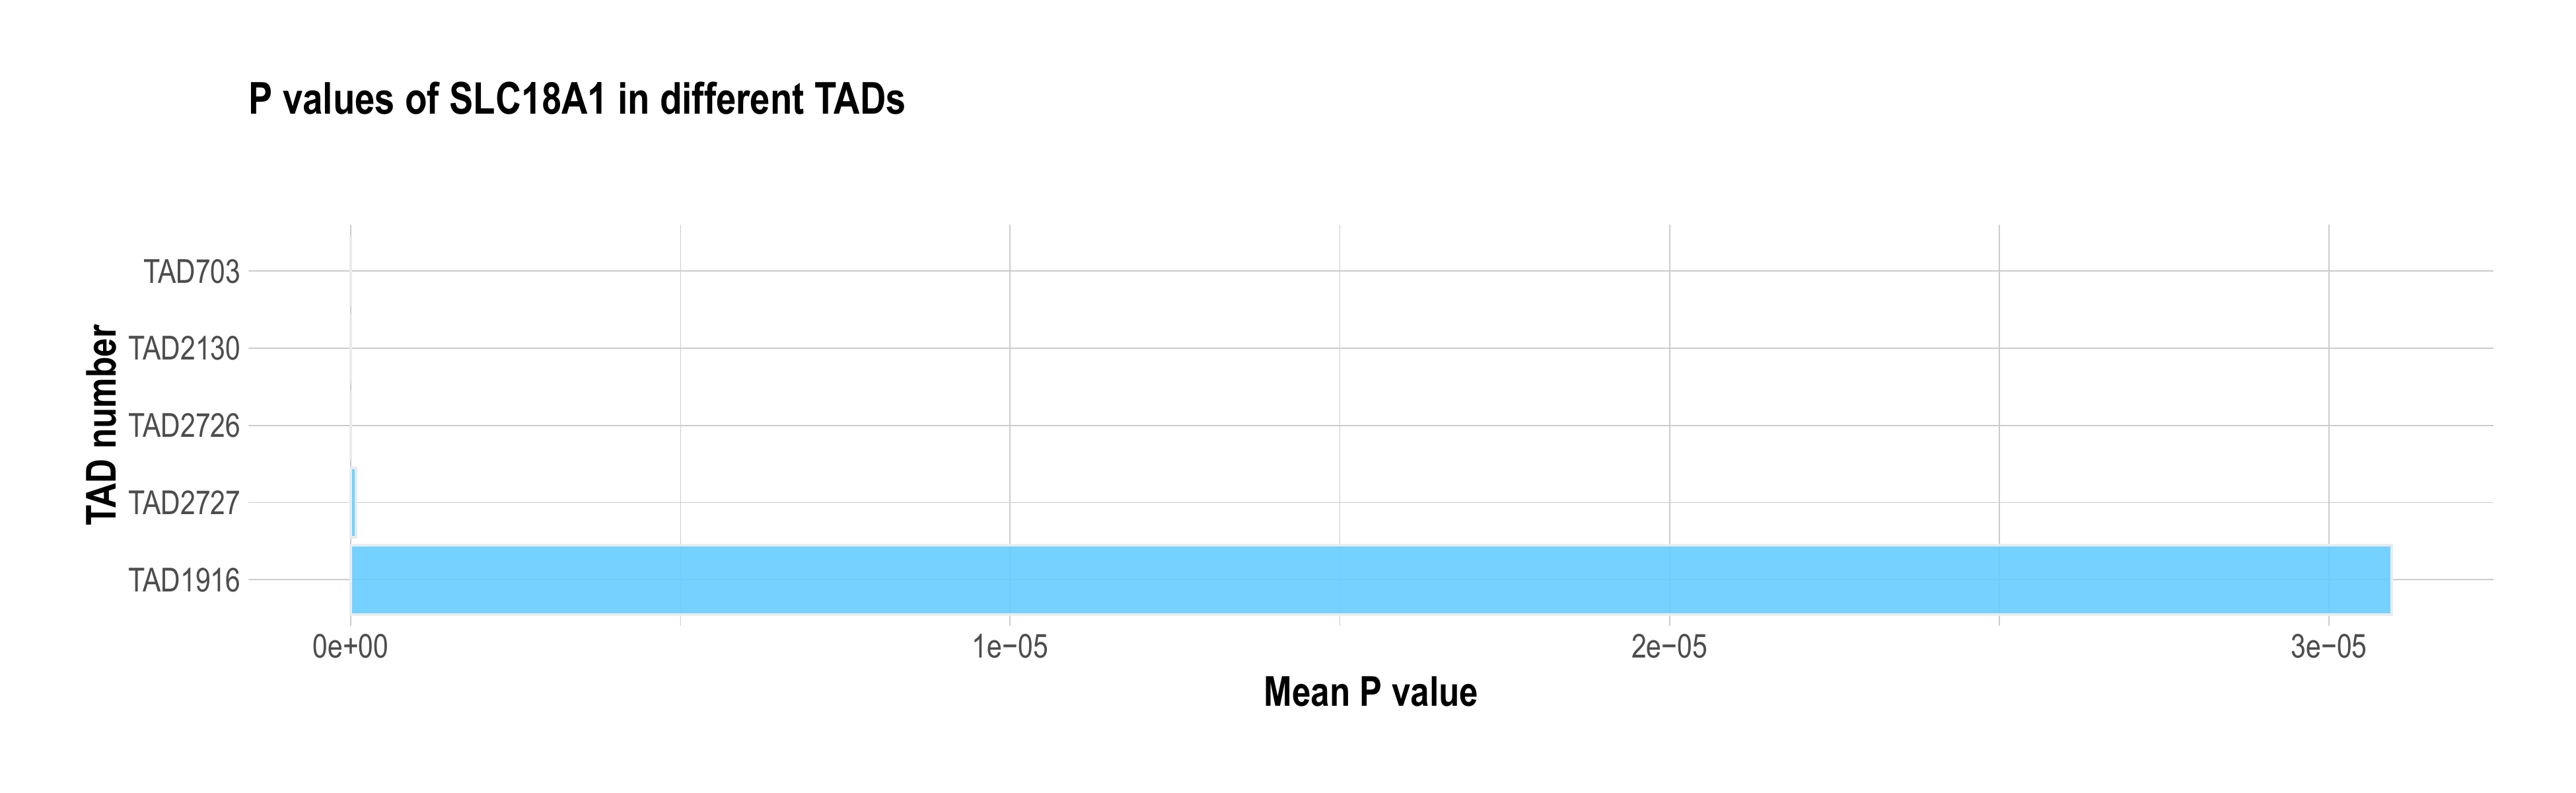 P values of SLC18A1 in different TADs
TAD number
TAD703
TAD2130
TAD2726
TAD2727
TAD1916
0e+00 1e−05 2e−05 3e−05
Mean P value